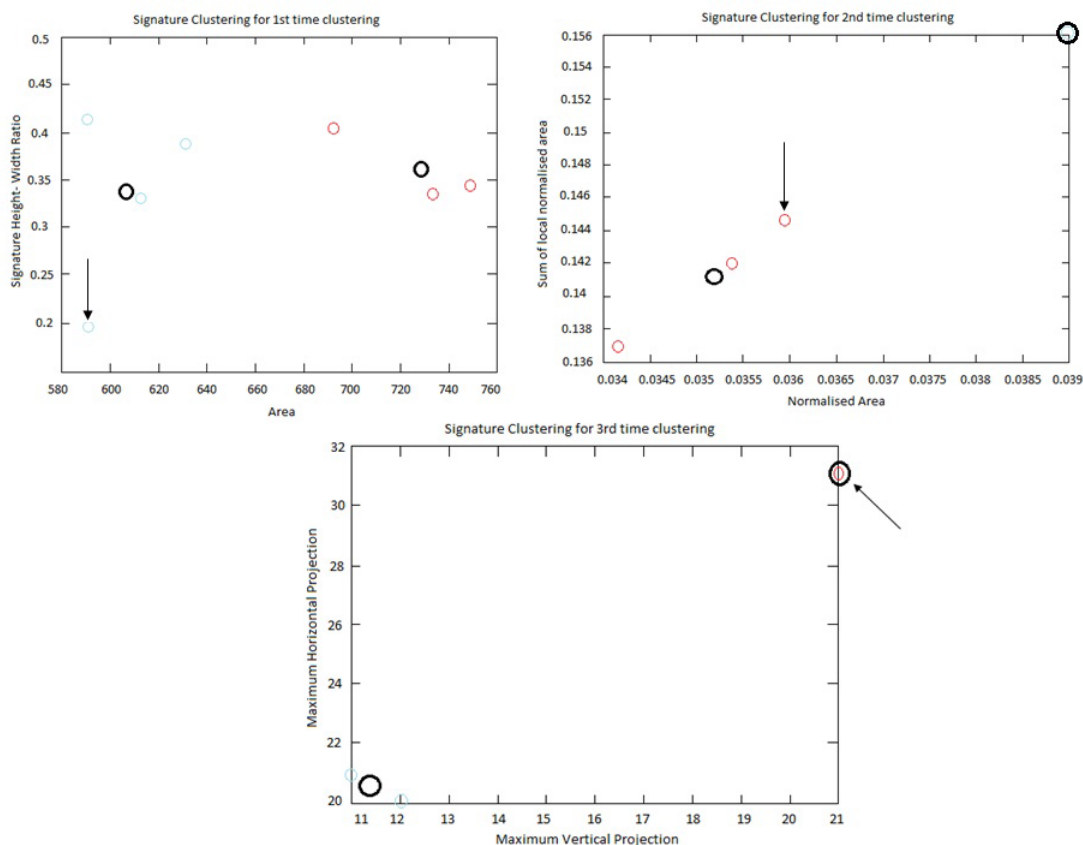 Signature Clustering for 1st time clustering
0.5
0.45
0.4
0.35
0.3
0.25
0.2
Signature Height- Width Ratio
580 600 620 640 660 680 700 720 740 760
Area
Signature Clustering for 2nd time clustering
0.156
0.154
0.152
0.15
0.148
0.146
0.144
0.142
0.14
0.137
0.136
Sum of local normalised area
0.034 0.0345 0.035 0.0355 0.036 0.0365 0.037 0.0375 0.038 0.0385 0.039
Normalised Area
Signature Clustering for 3rd time clustering
32
30
28
26
24
22
20
Maximum Horizontal Projection
11 12 13 14 15 16 17 18 19 20 21
Maximum Vertical Projection